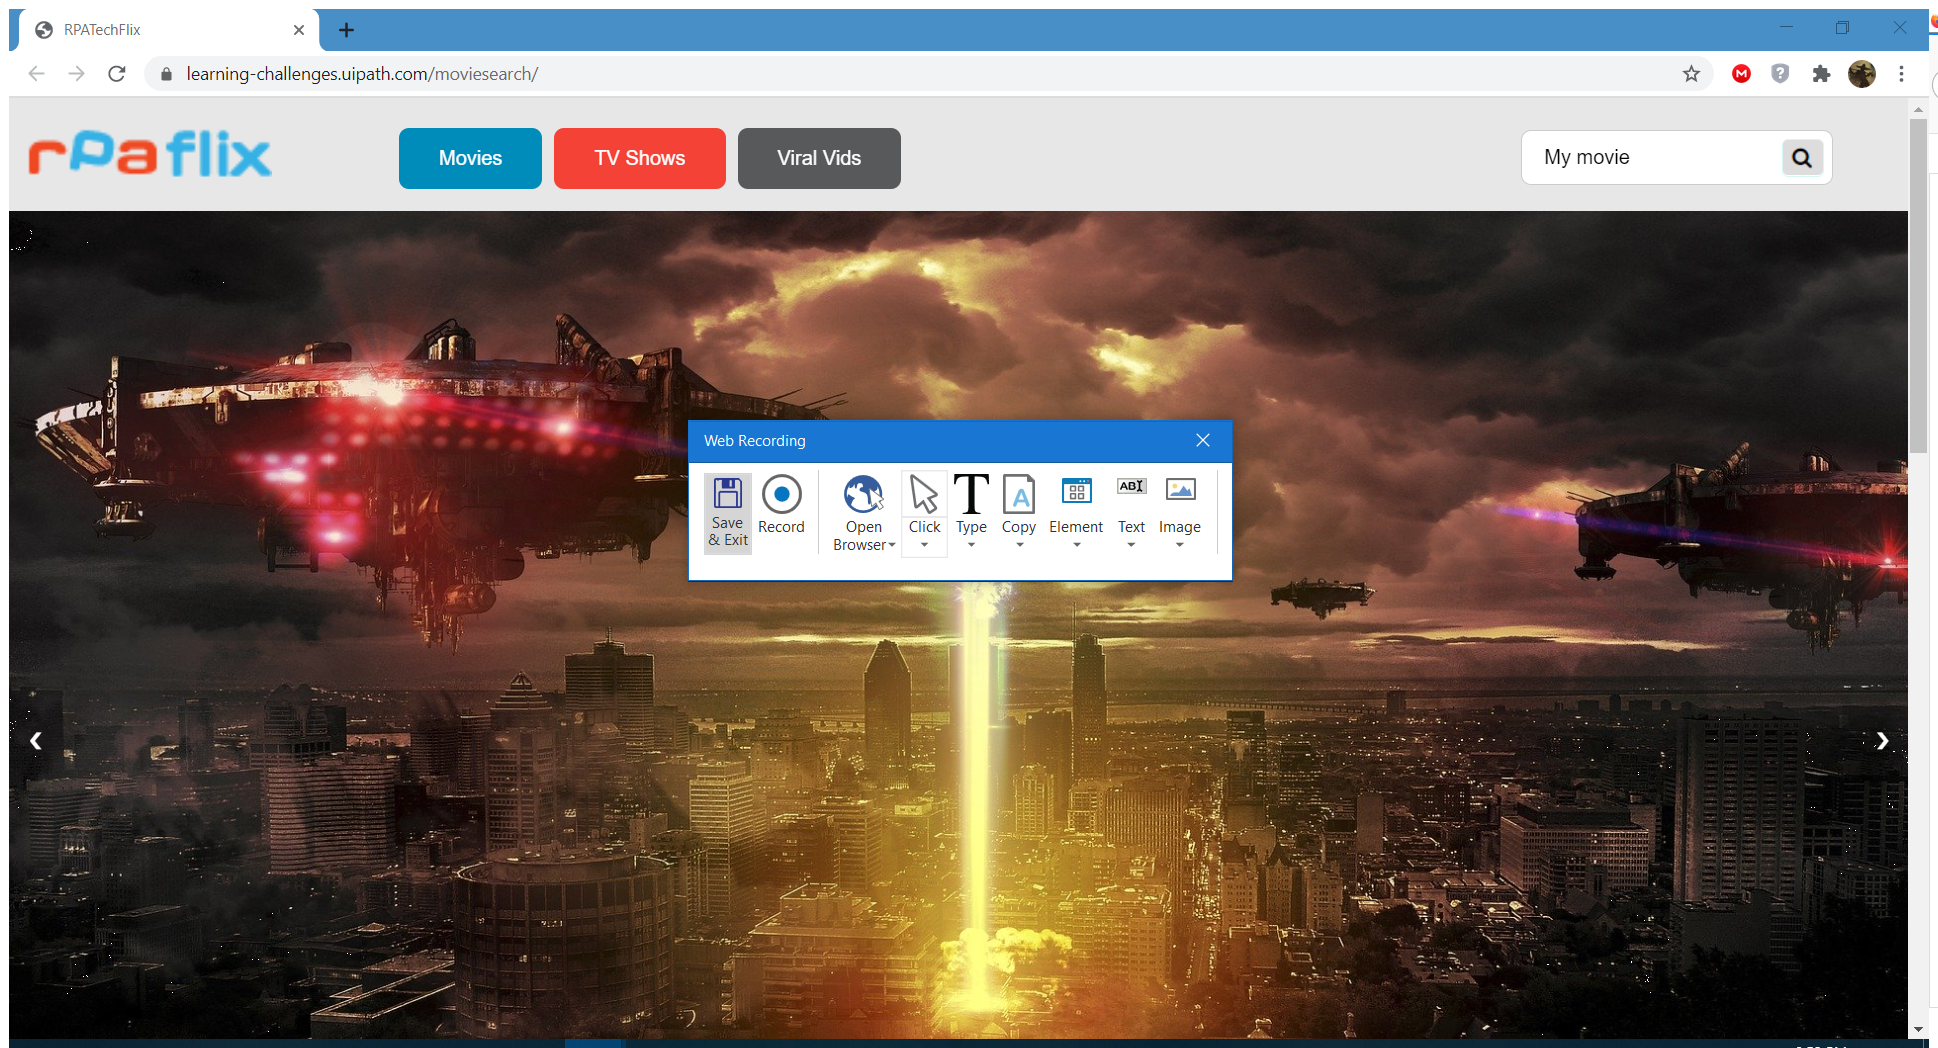 RPATechFlix
learning-challenges.uipath.com/moviesearch/
M
?
rPaflix
Movies
TV Shows
Viral Vids
My movie
Web Recording
Save & Exit
Record
Open Browser
Click
T
Type
A
Copy
Element
AB
Text
Image